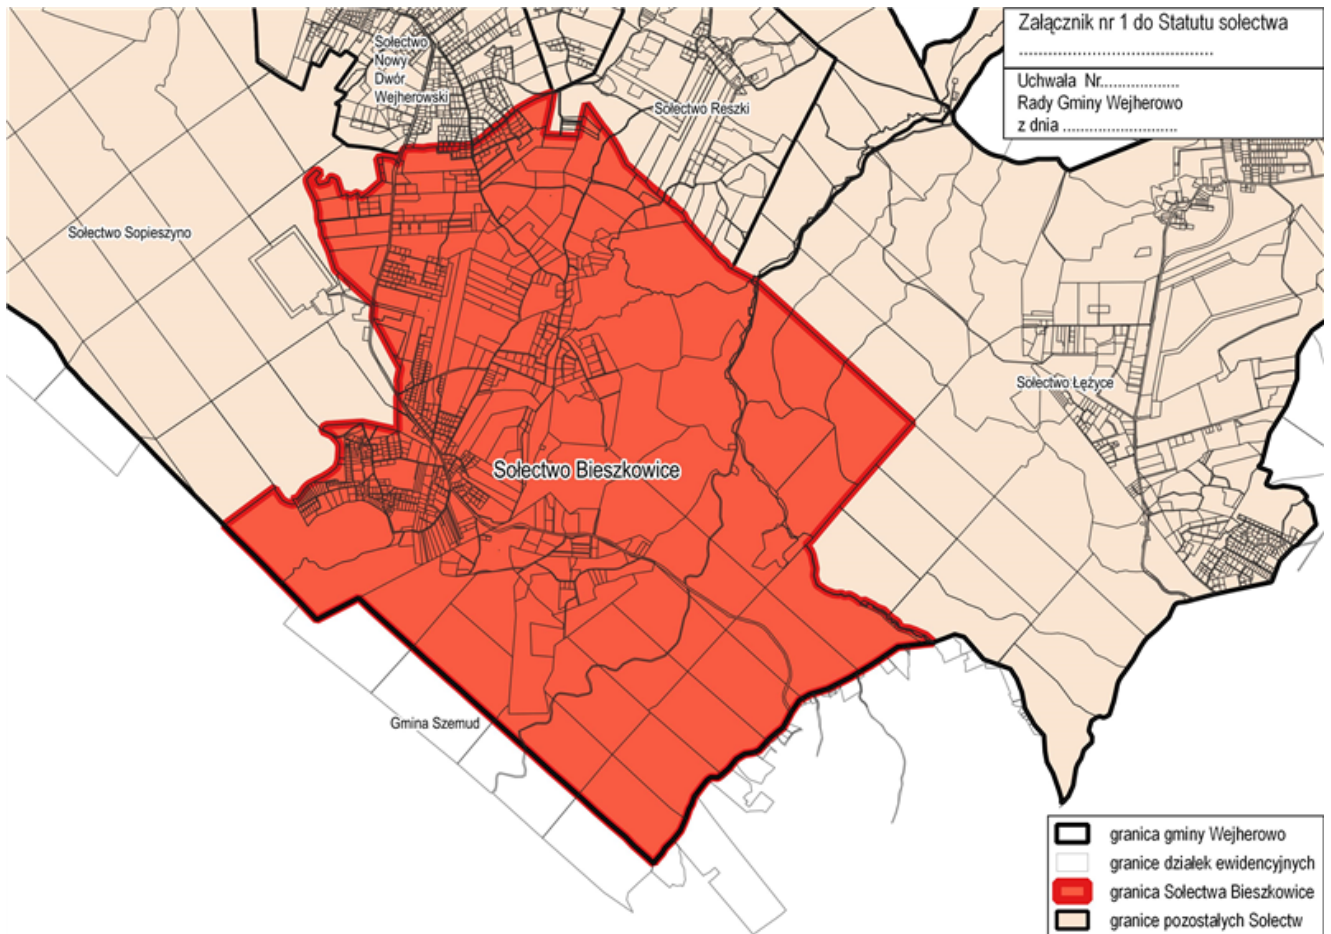 Załącznik nr 1 do Statutu sołectwa
.........................................
Uchwała Nr..................
Rady Gminy Wejherowo
z dnia ..........................
Sołectwo
Nowy
Dwór
Wejherowski
Sołectwo Reszki
Sołectwo Sopieszyno
Sołectwo Łężyce
Sołectwo Bieszkowice
Gmina Szemud
granica gminy Wejherowo
granice działek ewidencyjnych
granica Sołectwa Bieszkowice
granice pozostałych Sołectw